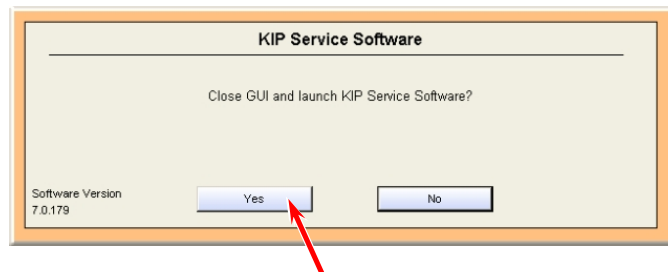 KIP Service Software
Close GUI and launch KIP Service Software?
Software Version
7.0.179
Yes
No